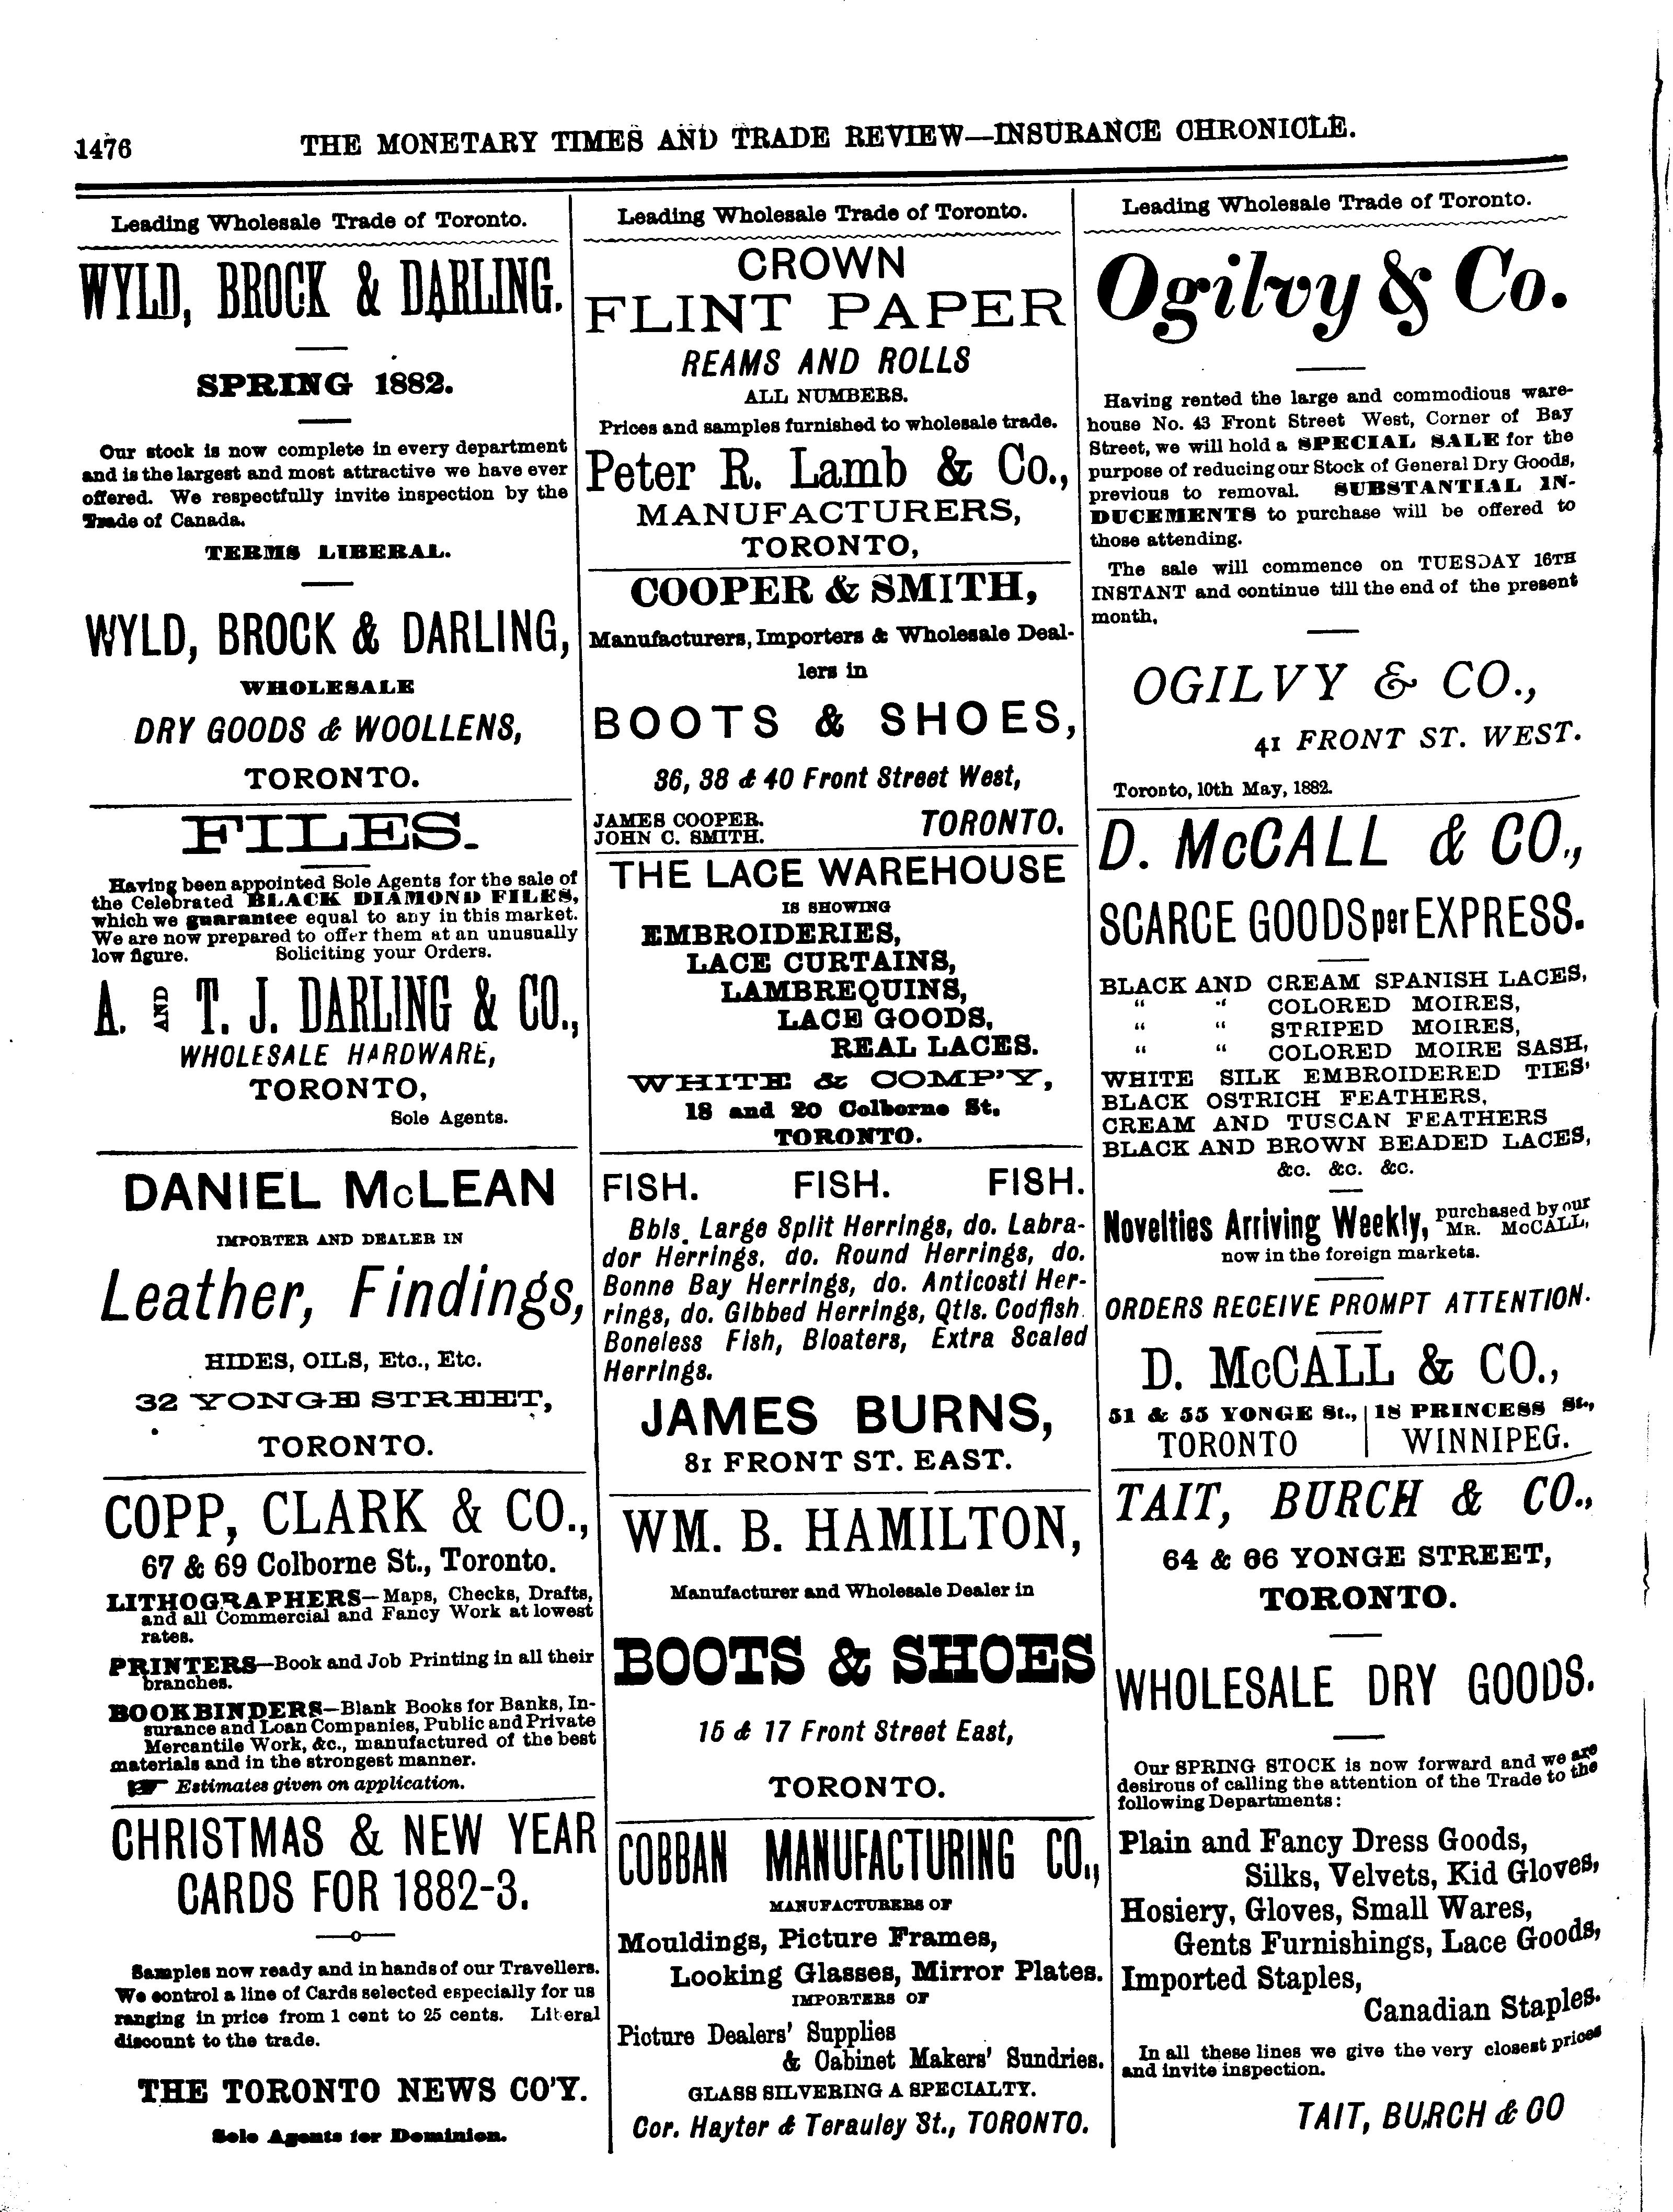 1476
THE MONETARY TIMES AND TRADE REVIEW—INSURANCE CHRONICLE.
Leading Wholesale Trade of Toronto.
WYLD, BROCK & DARLING.
SPRING 1882.
Our stock is now complete in every department
and is the largest and most attractive we have ever
offered. We respectfully invite inspection by the
Trade of Canada.
TERMS LIBERAL.
WYLD, BROCK & DARLING,
WHOLESALE
DRY GOODS & WOOLLENS,
TORONTO.
FILES.
Having been appointed Sole Agents for the sale of
the Celebrated BLACK DIAMOND FILES,
which we guarantee equal to any in this market.
We are now prepared to offer them at an unusually
low figure. Soliciting your Orders.
A. AND T. J. DARLING & CO.,
WHOLESALE HARDWARE,
TORONTO,
Sole Agents.
DANIEL McLEAN
IMPORTER AND DEALER IN
Leather, Findings,
HIDES, OILS, Etc., Etc.
32 YONGE STREET,
TORONTO.
COPP, CLARK & CO.,
67 & 69 Colborne St., Toronto.
LITHOGRAPHERS—Maps, Checks, Drafts,
and all Commercial and Fancy Work at lowest
rates.
PRINTERS—Book and Job Printing in all their
branches.
BOOKBINDERS—Blank Books for Banks, In-
surance and Loan Companies, Public and Private
Mercantile Work, &c., manufactured of the best
materials and in the strongest manner.
☞ Estimates given on application.
CHRISTMAS & NEW YEAR
CARDS FOR 1882-3.
Samples now ready and in hands of our Travellers.
We control a line of Cards selected especially for us
ranging in price from 1 cent to 25 cents. Literal
discount to the trade.
THE TORONTO NEWS CO'Y.
Sole Agents for Dominion.
Leading Wholesale Trade of Toronto.
CROWN
FLINT PAPER
REAMS AND ROLLS
ALL NUMBERS.
Prices and samples furnished to wholesale trade.
Peter R. Lamb & Co.,
MANUFACTURERS,
TORONTO,
COOPER & SMITH,
Manufacturers, Importers & Wholesale Deal-
lers in
BOOTS & SHOES,
36, 38 & 40 Front Street West,
JAMES COOPER.
JOHN C. SMITH.
TORONTO.
THE LACE WAREHOUSE
IS SHOWING
EMBROIDERIES,
LACE CURTAINS,
LAMBREQUINS,
LACE GOODS,
REAL LACES.
WHITE & COMP'Y,
18 and 20 Colborne St.
TORONTO.
FISH. FISH. FISH.
Bbls. Large Split Herrings, do. Labra-
dor Herrings, do. Round Herrings, do.
Bonne Bay Herrings, do. Anticosti Her-
rings, do. Gibbed Herrings, Qtls. Codfish.
Boneless Fish, Bloaters, Extra Scaled
Herrings.
JAMES BURNS,
81 FRONT ST. EAST.
WM. B. HAMILTON,
Manufacturer and Wholesale Dealer in
BOOTS & SHOES
15 & 17 Front Street East,
TORONTO.
COBBAN MANUFACTURING CO.,
MANUFACTURERS OF
Mouldings, Picture Frames,
Looking Glasses, Mirror Plates.
IMPORTERS OF
Picture Dealers' Supplies
& Cabinet Makers' Sundries.
GLASS SILVERING A SPECIALTY.
Cor. Hayter & Terauley St., TORONTO.
Leading Wholesale Trade of Toronto.
Ogilvy & Co.
Having rented the large and commodious ware-
house No. 43 Front Street West, Corner of Bay
Street, we will hold a SPECIAL SALE for the
purpose of reducing our Stock of General Dry Goods,
previous to removal. SUBSTANTIAL IN-
DUCEMENTS to purchase will be offered to
those attending.
The sale will commence on TUESDAY 16TH
INSTANT and continue till the end of the present
month,
OGILVY & CO.,
41 FRONT ST. WEST.
Toronto, 10th May, 1882.
D. McCALL & CO.,
SCARCE GOODS per EXPRESS.
BLACK AND CREAM SPANISH LACES,
" " COLORED MOIRES,
" " STRIPED MOIRES,
" " COLORED MOIRE SASH,
WHITE SILK EMBROIDERED TIES,
BLACK OSTRICH FEATHERS,
CREAM AND TUSCAN FEATHERS
BLACK AND BROWN BEADED LACES,
&c. &c. &c.
Novelties Arriving Weekly, purchased by our
MR. McCALL,
now in the foreign markets.
ORDERS RECEIVE PROMPT ATTENTION.
D. McCALL & CO.,
51 & 55 YONGE St., | 18 PRINCESS St.,
TORONTO | WINNIPEG.
TAIT, BURCH & CO.,
64 & 66 YONGE STREET,
TORONTO.
WHOLESALE DRY GOODS.
Our SPRING STOCK is now forward and we are
desirous of calling the attention of the Trade to the
following Departments:
Plain and Fancy Dress Goods,
Silks, Velvets, Kid Gloves,
Hosiery, Gloves, Small Wares,
Gents Furnishings, Lace Goods,
Imported Staples,
Canadian Staples.
In all these lines we give the very closest prices
and invite inspection.
TAIT, BURCH & CO